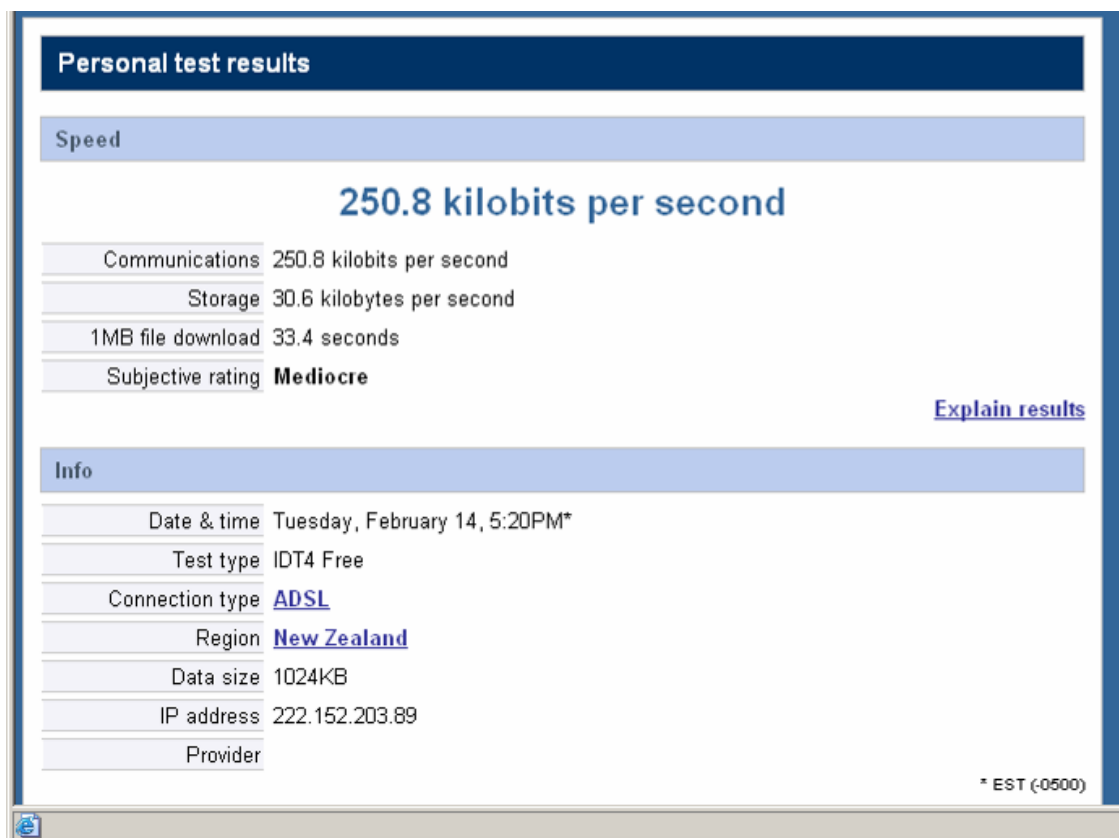 Personal test results
Speed
250.8 kilobits per second
Communications 250.8 kilobits per second
Storage 30.6 kilobytes per second
1MB file download 33.4 seconds
Subjective rating Mediocre
Explain results
Info
Date & time Tuesday, February 14, 5:20PM*
Test type IDT4 Free
Connection type ADSL
Region New Zealand
Data size 1024KB
IP address 222.152.203.89
Provider
* EST (-0500)